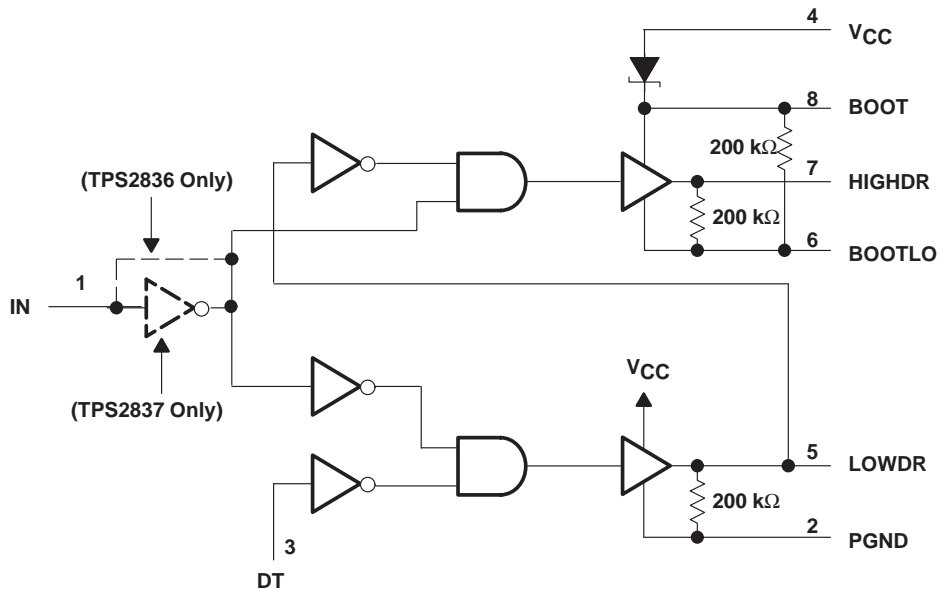 4
VCC
8
BOOT
200 kΩ
(TPS2836 Only)
7
HIGHDR
200 kΩ
6
BOOTLO
1
IN
(TPS2837 Only)
VCC
5
LOWDR
200 kΩ
2
PGND
3
DT